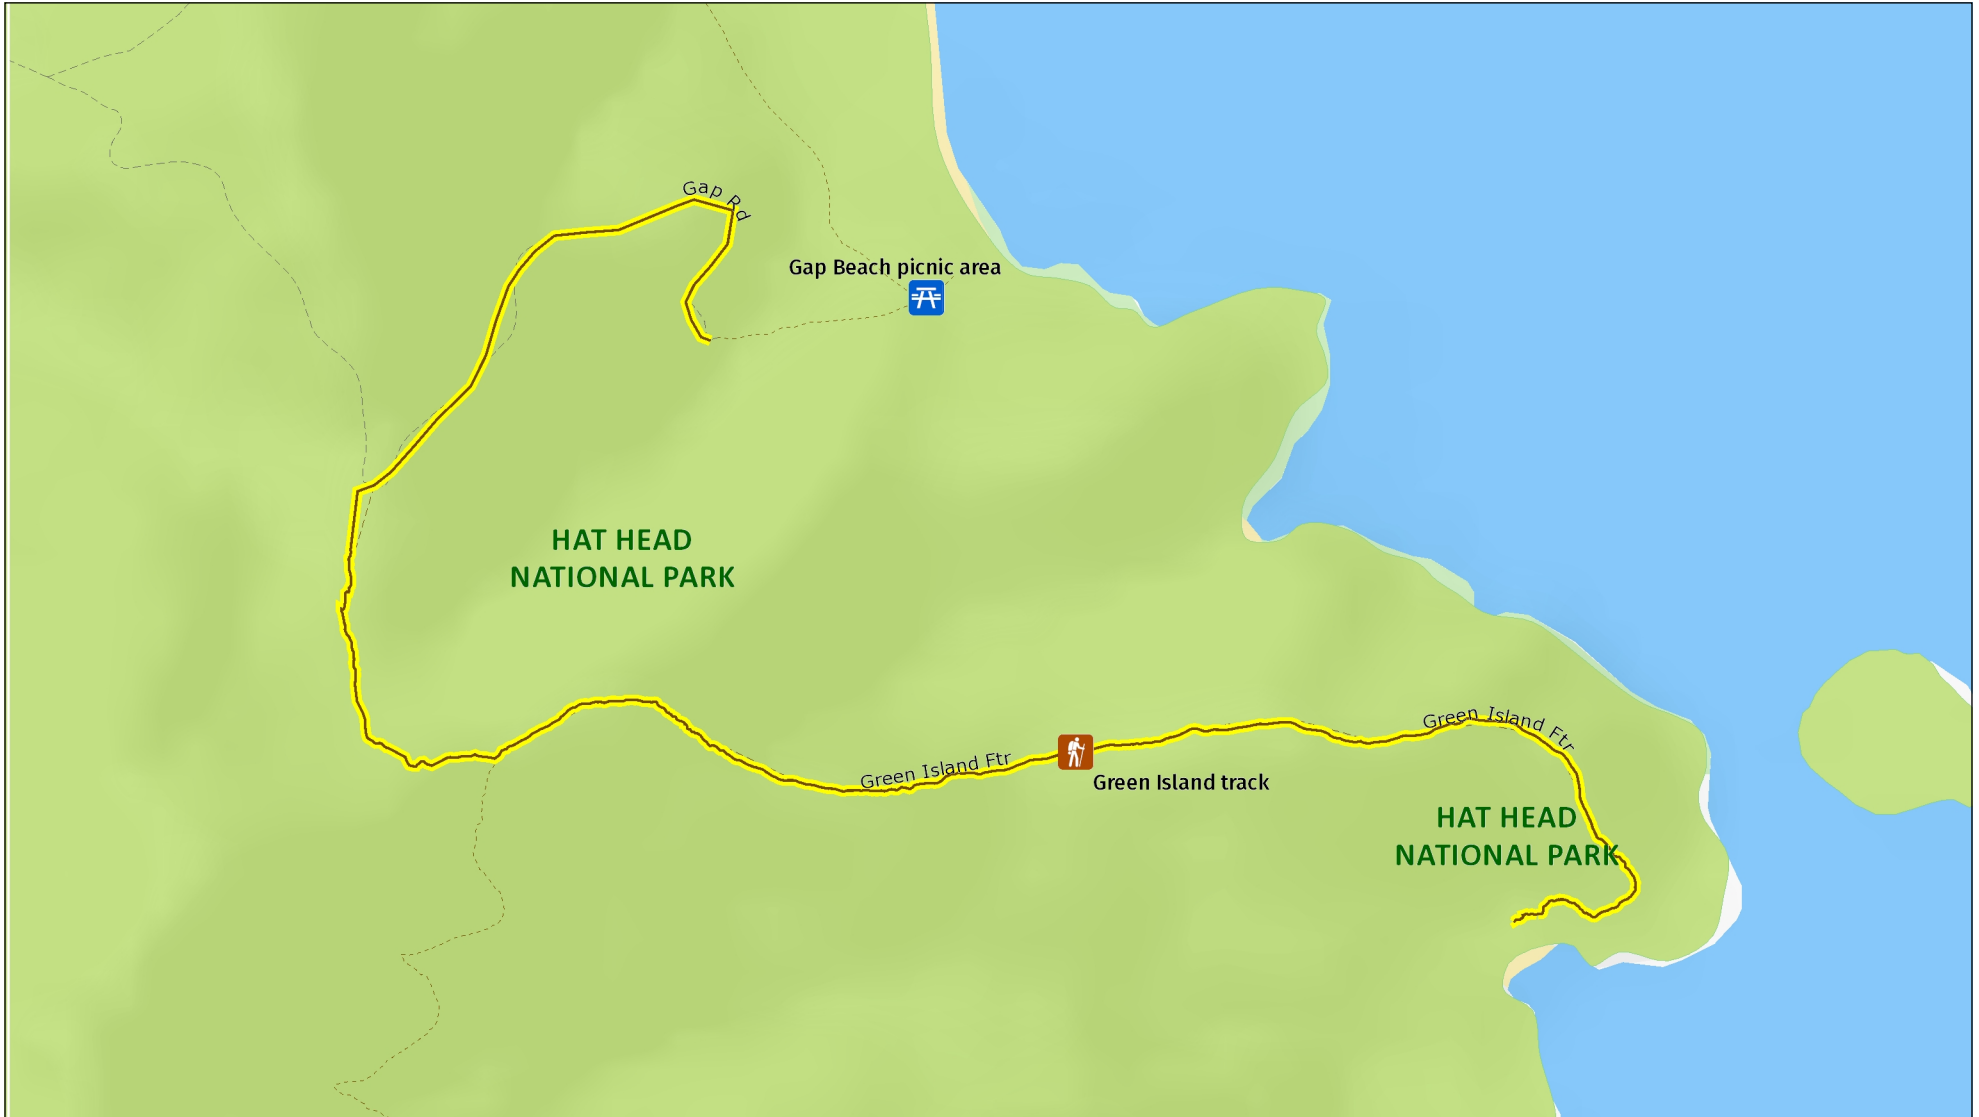 Gap Rd
Gap Beach picnic area
HAT HEAD
NATIONAL PARK
Green Island Ftr
Green Island Ftr
Green Island track
HAT HEAD
NATIONAL PARK